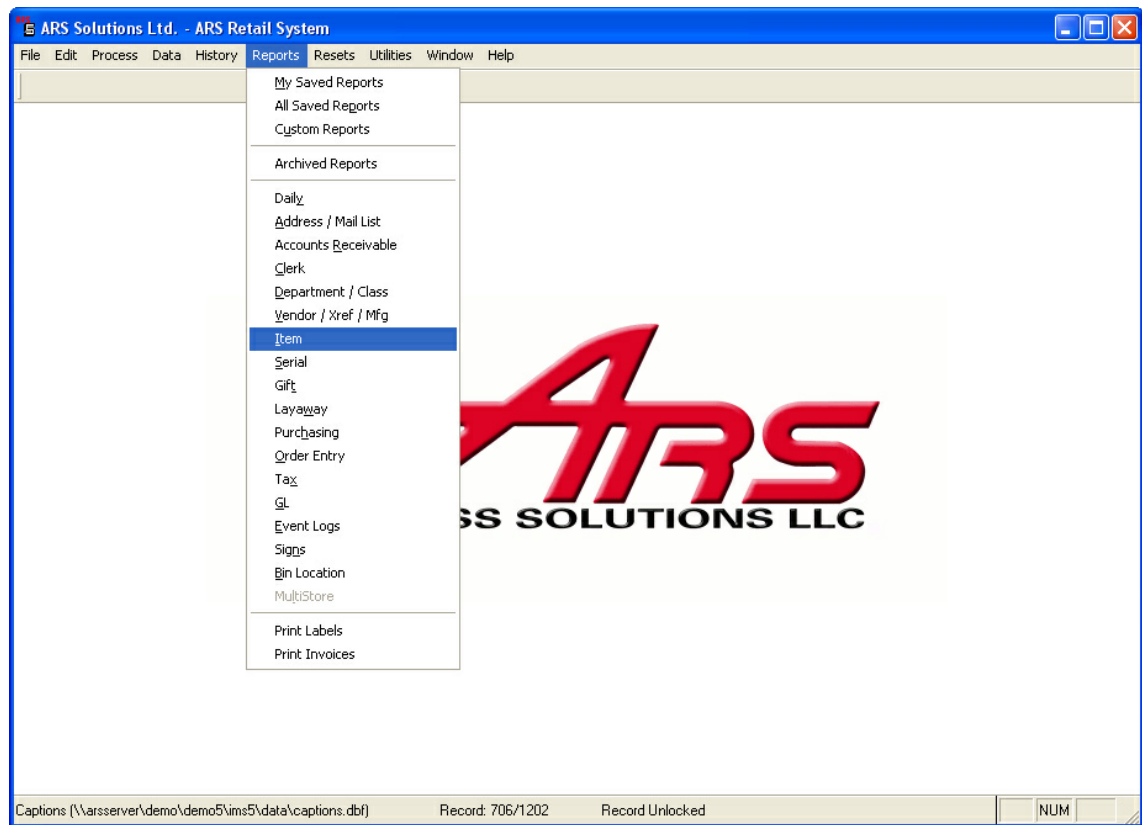 ARS Solutions Ltd. - ARS Retail System
File Edit Process Data History Reports Resets Utilities Window Help
My Saved Reports
All Saved Reports
Custom Reports
Archived Reports
Daily
Address / Mail List
Accounts Receivable
Clerk
Department / Class
Vendor / Xref / Mfg
Item
Serial
Gift
Layaway
Purchasing
Order Entry
Tax
GL
Event Logs
Signs
Bin Location
MultiStore
Print Labels
Print Invoices
ARS
SS SOLUTIONS LLC
Captions (\\arsserver\demo\demo5\ims5\data\captions.dbf) Record: 706/1202 Record Unlocked NUM